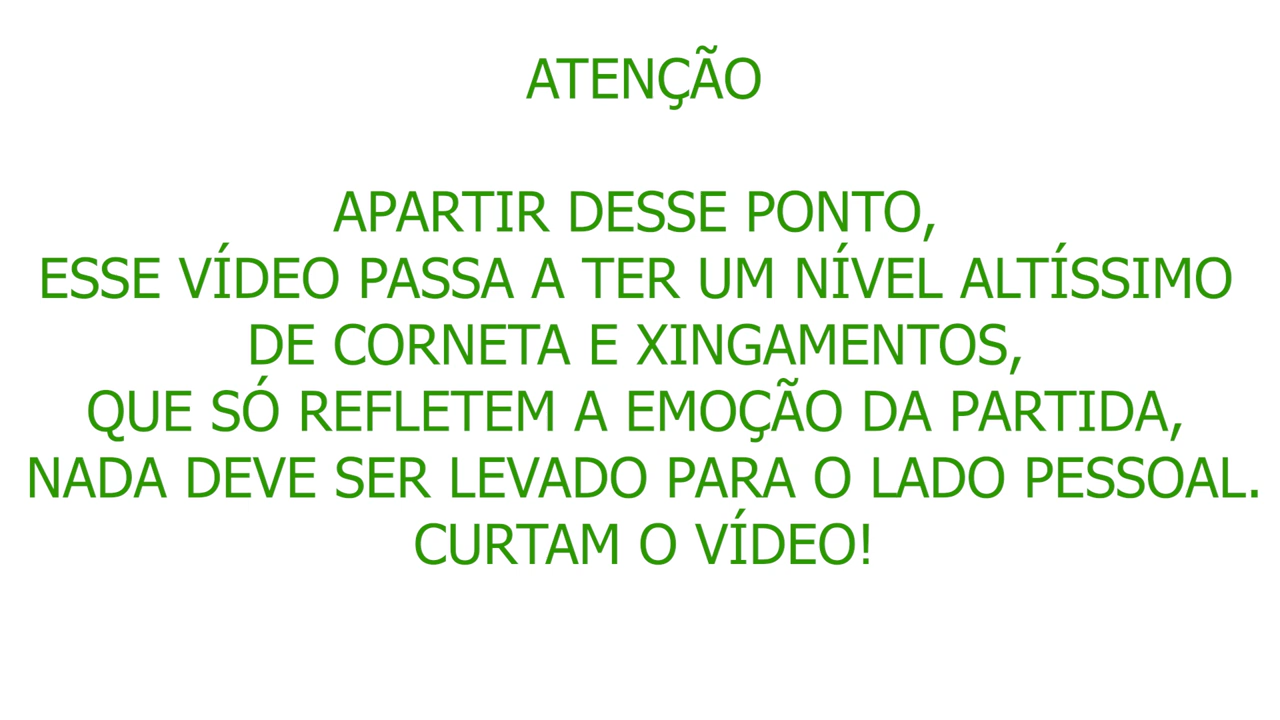 ATENÇÃO
APARTIR DESSE PONTO,
ESSE VÍDEO PASSA A TER UM NÍVEL ALTÍSSIMO
DE CORNETA E XINGAMENTOS,
QUE SÓ REFLETEM A EMOÇÃO DA PARTIDA,
NADA DEVE SER LEVADO PARA O LADO PESSOAL.
CURTAM O VÍDEO!